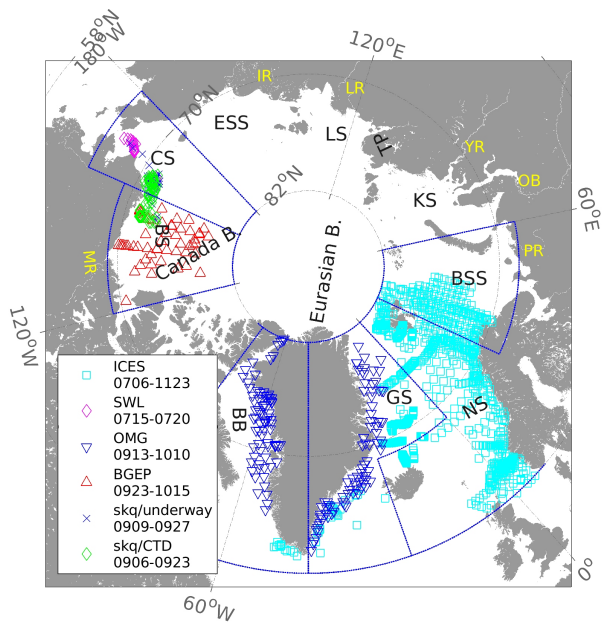 58°N
180°W
120°E
70°N
IR
LR
ESS
LS
TP
YR
CS
82°N
KS
OB
60°E
BS
Canada B.
Eurasian B.
MR
PR
BSS
120°W
ICES
0706-1123
SWL
0715-0720
OMG
0913-1010
BGEP
0923-1015
skq/underway
0909-0927
skq/CTD
0906-0923
BB
GS
NS
60°W
0°